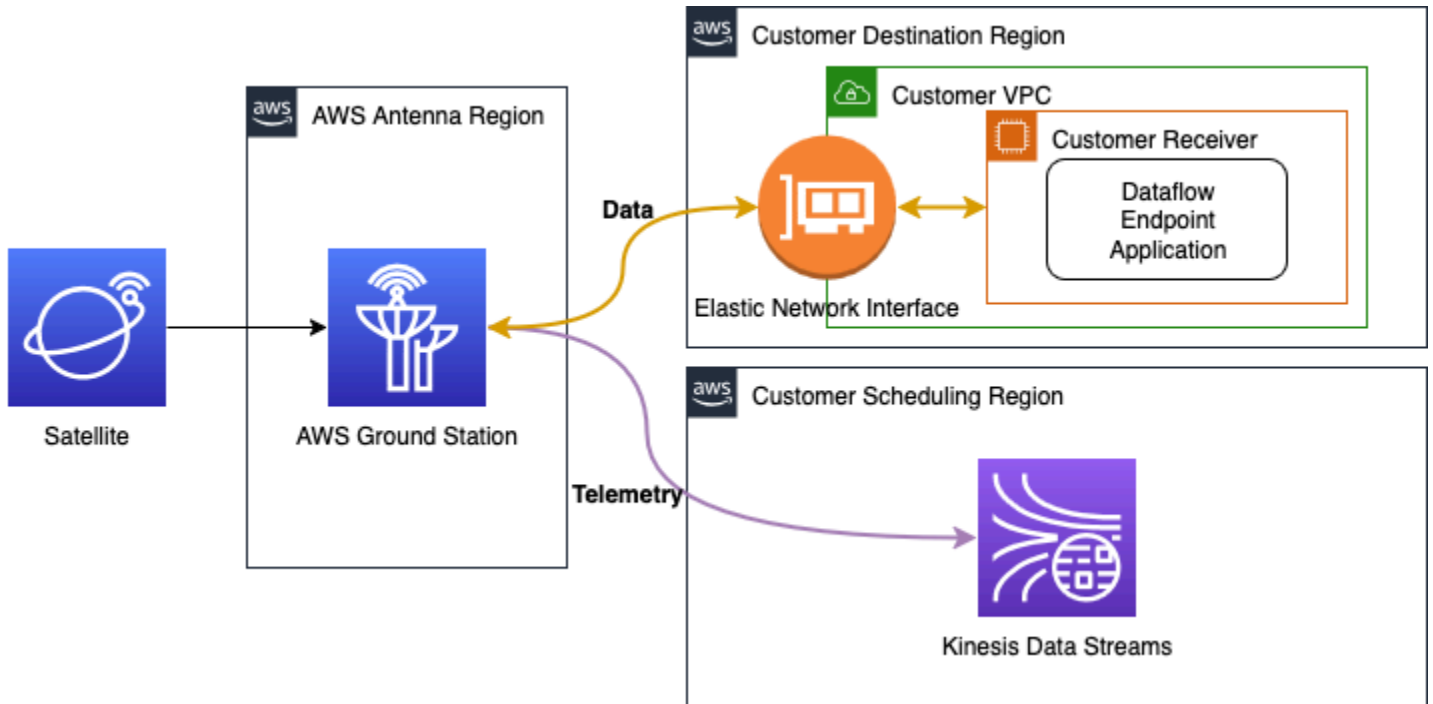 aws
Customer Destination Region
Customer VPC
aws
AWS Antenna Region
Customer Receiver
Dataflow
Endpoint
Application
Data
Elastic Network Interface
aws
Customer Scheduling Region
Satellite
AWS Ground Station
Telemetry
Kinesis Data Streams